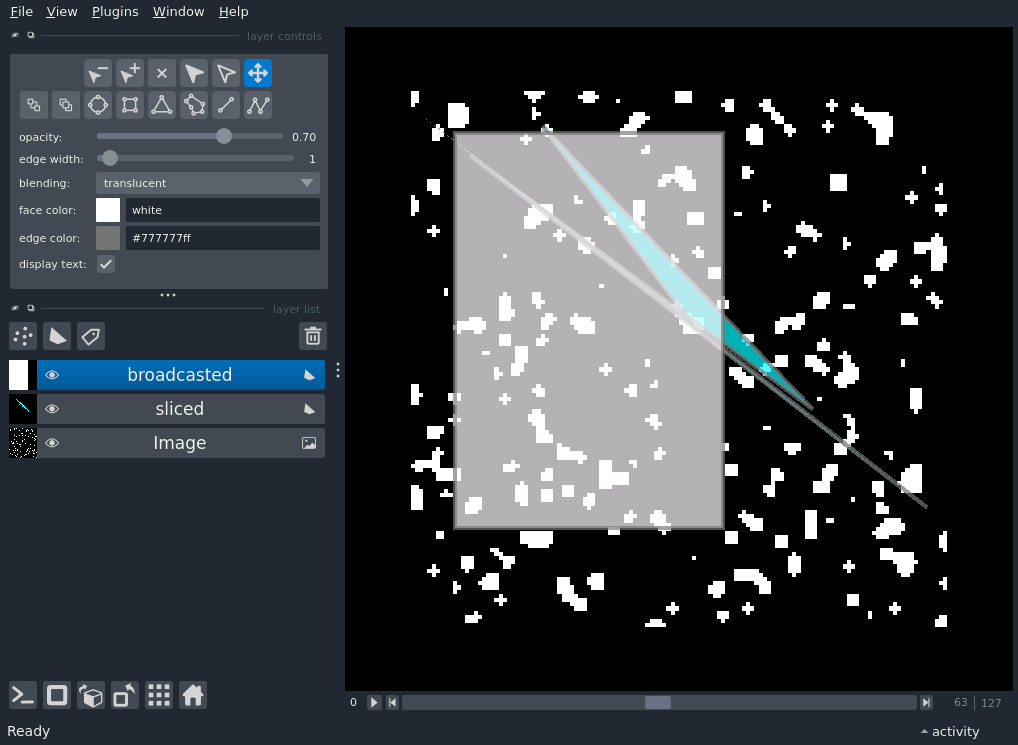 File View Plugins Window Help
layer controls
opacity: 0.70
edge width: 1
blending: translucent
face color: white
edge color: #777777ff
display text:
layer list
broadcasted
sliced
Image
0 63 127
Ready activity